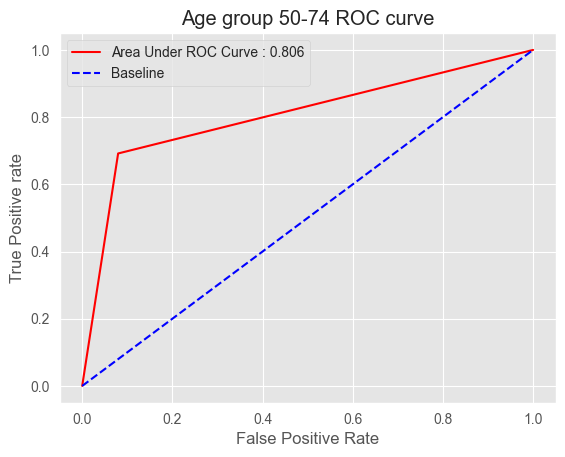 Age group 50-74 ROC curve
Area Under ROC Curve : 0.806
Baseline
True Positive rate
1.0
0.8
0.6
0.4
0.2
0.0
0.0 0.2 0.4 0.6 0.8 1.0
False Positive Rate